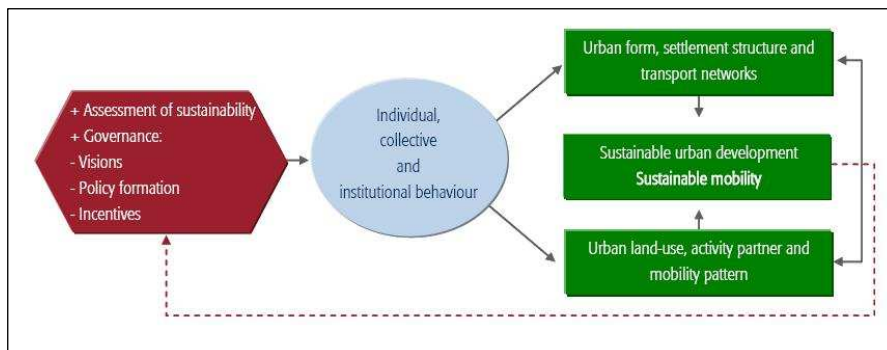 + Assessment of sustainability
+ Governance:
- Visions
- Policy formation
- Incentives
Individual,
collective
and
institutional behaviour
Urban form, settlement structure and
transport networks
Sustainable urban development
Sustainable mobility
Urban land-use, activity partner and
mobility pattern